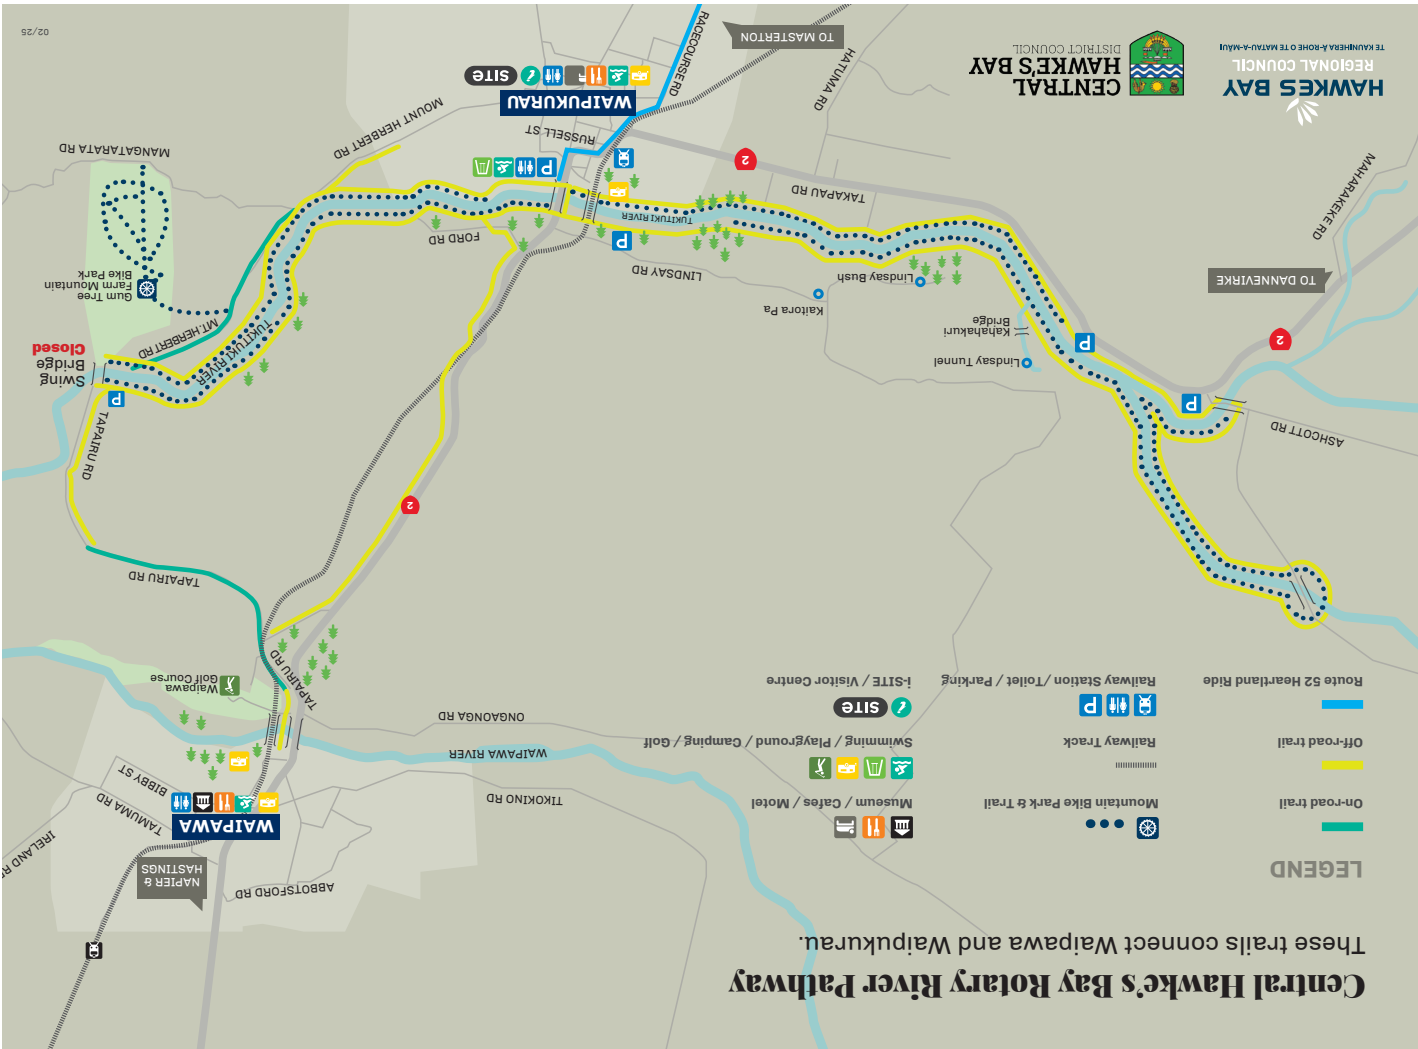 Central Hawke's Bay Rotary River Pathway
These trails connect Waipawa and Waipukurau.
LEGEND
On-road trail
Off-road trail
Route 52 Heartland Ride
Mountain Bike Park & Trail
Railway Track
P
Railway Station /Toilet / Parking
Museum / Cafes / Motel
Swimming / Playground / Camping / Golf
SITE
i-SITE / Visitor Centre
NAPIER &
HASTINGS
ABBOTSFORD RD
IRELAND RD
TAMUMA RD
BIBBY ST
WAIPAWA
TIKOKINO RD
WAIPAWA RIVER
ONGAONGA RD
Waipawa
Golf Course
TAPAIRU RD
TAPAIRU RD
TAPAIRU RD
2
ASHCOTT RD
P
P
2
TO DANNEVIRKE
MAHARAKEKE RD
Lindsay Tunnel
Kahahakuri
Bridge
Kaitora Pa
Lindsay Bush
LINDSAY RD
P
TUKITUKI RIVER
TAKAPAU RD
2
HATUMA RD
TO MASTERTON
RACECOURSE RD
FORD RD
P
RUSSELL ST
WAIPUKURAU
SITE
MOUNT HERBERT RD
P
Swing
Bridge
Closed
TUKITUKI RIVER
MT. HERBERT RD
Gum Tree
Farm Mountain
Bike Park
MANGATARATA RD
HAWKE'S BAY
REGIONAL COUNCIL
TE KAUNIHERA Ā-ROHE O TE MATAU-A-MĀUI
CENTRAL
HAWKE'S BAY
DISTRICT COUNCIL
02/25